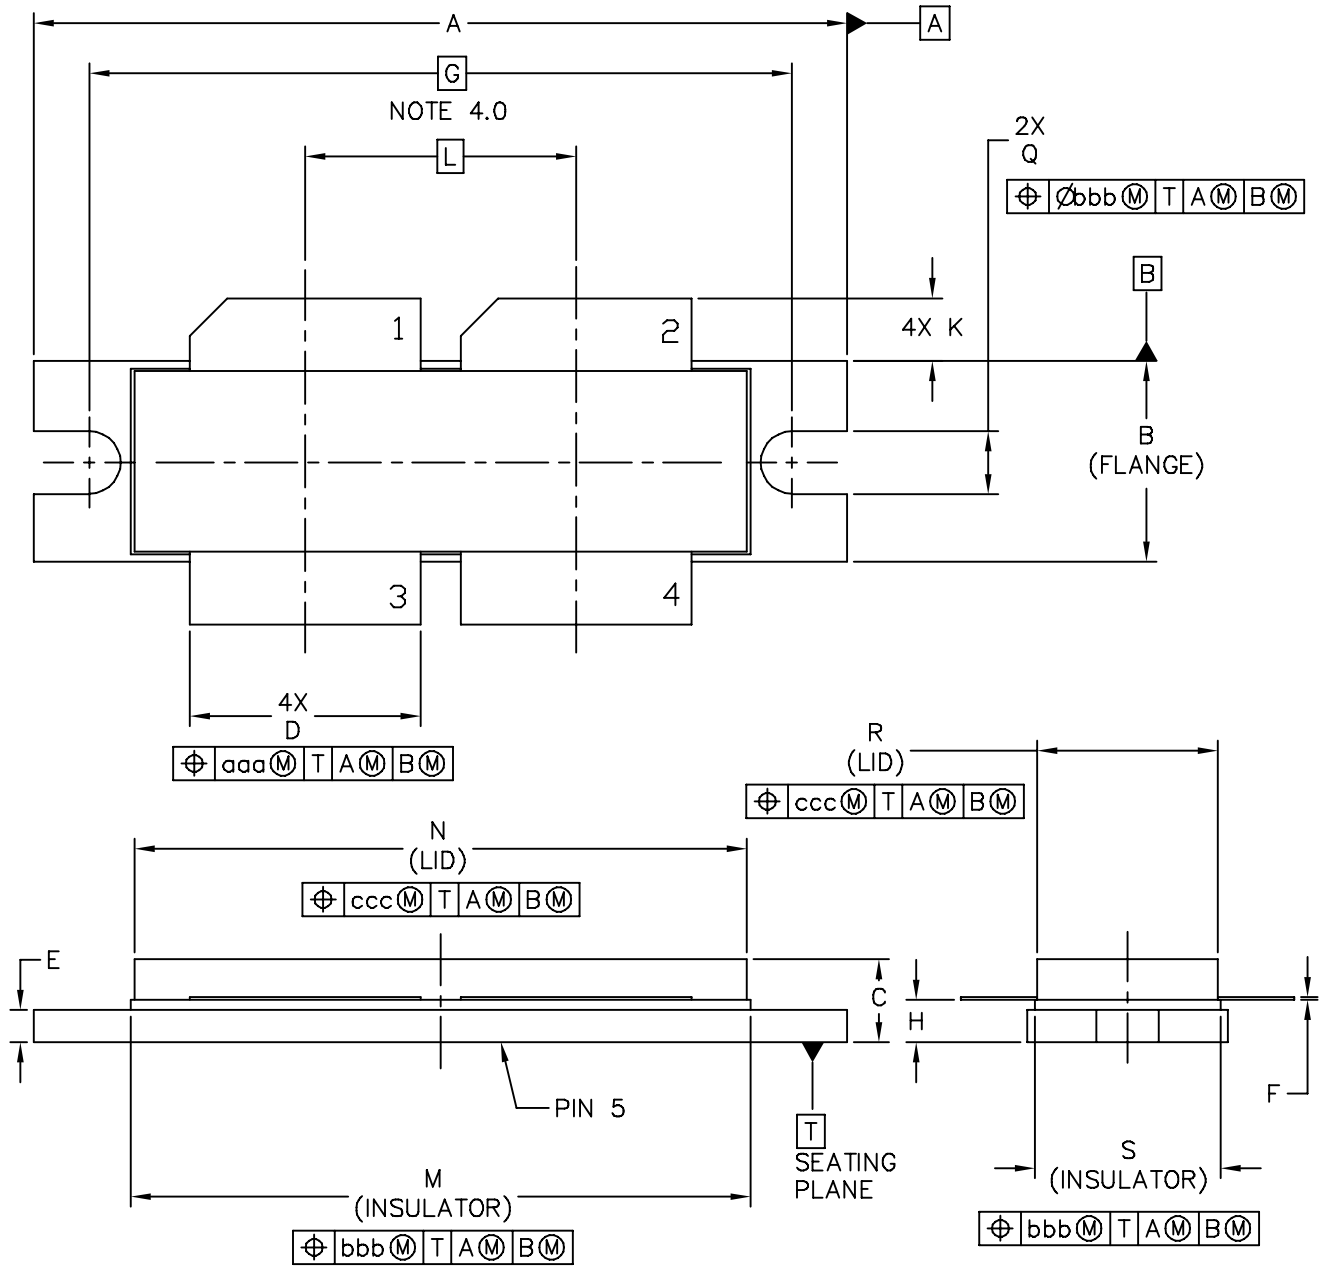 A
A
G
NOTE 4.0
L
2X
Q
⌖ Øbbb Ⓜ T A Ⓜ B Ⓜ
B
4X K
1
2
B
(FLANGE)
3
4
4X
D
⌖ aaa Ⓜ T A Ⓜ B Ⓜ
R
(LID)
⌖ ccc Ⓜ T A Ⓜ B Ⓜ
N
(LID)
⌖ ccc Ⓜ T A Ⓜ B Ⓜ
E
C
H
F
PIN 5
T
SEATING
PLANE
M
(INSULATOR)
⌖ bbb Ⓜ T A Ⓜ B Ⓜ
S
(INSULATOR)
⌖ bbb Ⓜ T A Ⓜ B Ⓜ